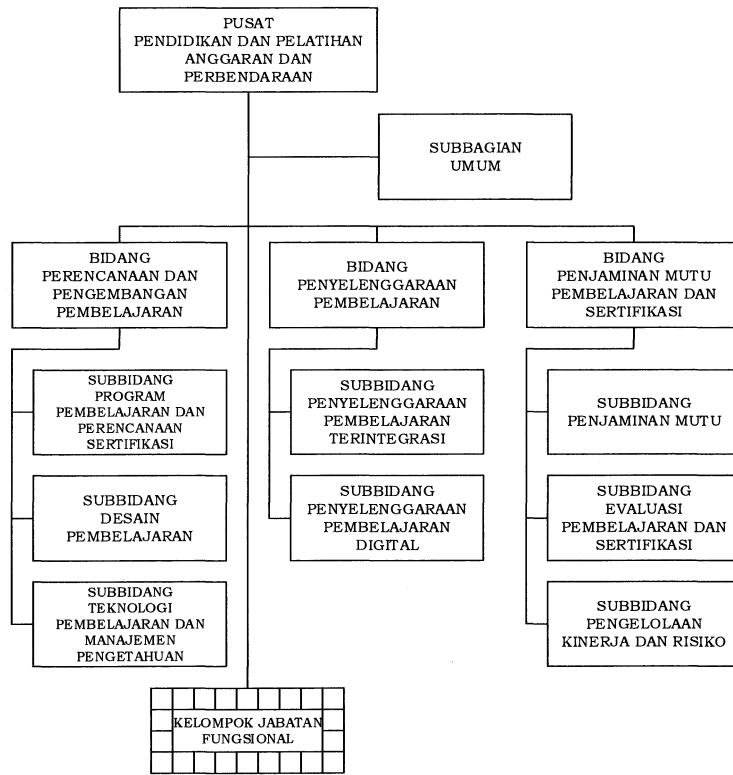 PUSAT
PENDIDIKAN DAN PELATIHAN
ANGGARAN DAN
PERBENDARAAN
SUBBAGIAN
UMUM
BIDANG
PERENCANAAN DAN
PENGEMBANGAN
PEMBELAJARAN
BIDANG
PENYELENGGARAAN
PEMBELAJARAN
BIDANG
PENJAMINAN MUTU
PEMBELAJARAN DAN
SERTIFIKASI
SUBBIDANG
PROGRAM
PEMBELAJARAN DAN
PERENCANAAN
SERTIFIKASI
SUBBIDANG
PENYELENGGARAAN
PEMBELAJARAN
TERINTEGRASI
SUBBIDANG
PENJAMINAN MUTU
SUBBIDANG
DESAIN
PEMBELAJARAN
SUBBIDANG
PENYELENGGARAAN
PEMBELAJARAN
DIGITAL
SUBBIDANG
EVALUASI
PEMBELAJARAN DAN
SERTIFIKASI
SUBBIDANG
TEKNOLOGI
PEMBELAJARAN DAN
MANAJEMEN
PENGETAHUAN
SUBBIDANG
PENGELOLAAN
KINERJA DAN RISIKO
KELOMPOK JABATAN
FUNGSIONAL